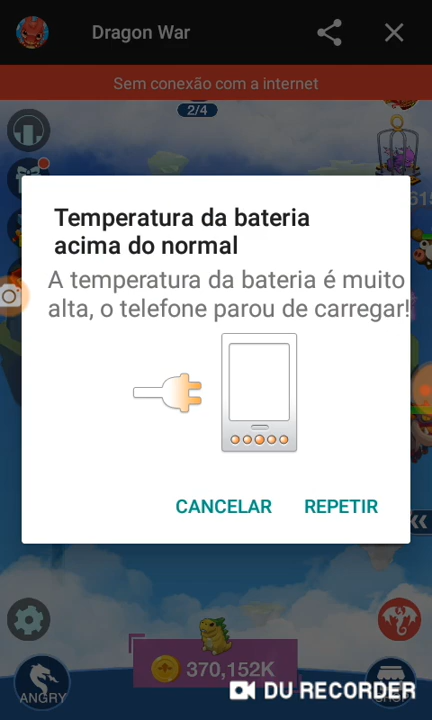 Dragon War
Sem conexão com a internet
2/4
Temperatura da bateria
acima do normal
A temperatura da bateria é muito
alta, o telefone parou de carregar!
CANCELAR REPETIR
370,152K
ANGRY
DU RECORDER